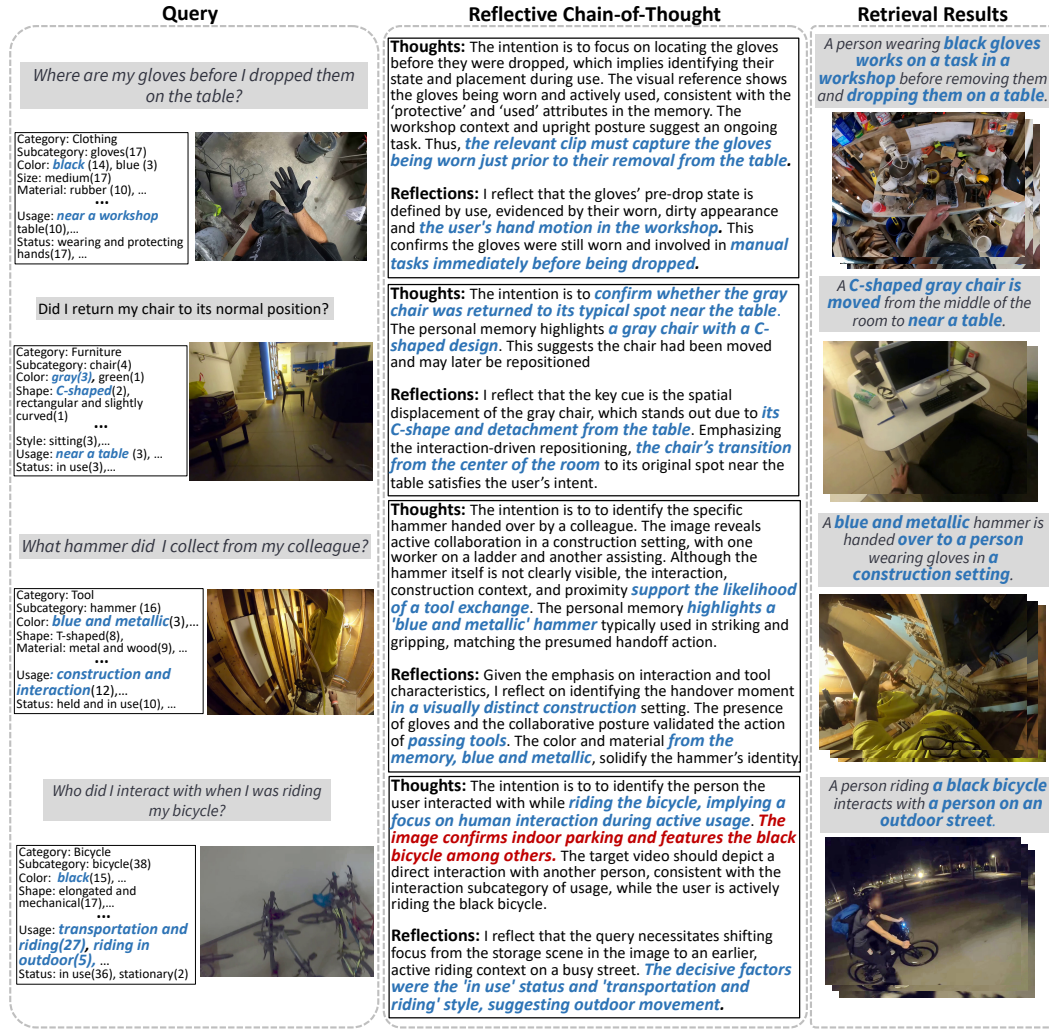 Query
Reflective Chain-of-Thought
Retrieval Results
Where are my gloves before I dropped them
on the table?
Category: Clothing
Subcategory: gloves(17)
Color: black (14), blue (3)
Size: medium(17)
Material: rubber (10), ...
...
Usage: near a workshop
table(10),...
Status: wearing and protecting
hands(17), ...
Thoughts: The intention is to focus on locating the gloves
before they were dropped, which implies identifying their
state and placement during use. The visual reference shows
the gloves being worn and actively used, consistent with the
‘protective’ and ‘used’ attributes in the memory. The
workshop context and upright posture suggest an ongoing
task. Thus, the relevant clip must capture the gloves
being worn just prior to their removal from the table.
Reflections: I reflect that the gloves’ pre-drop state is
defined by use, evidenced by their worn, dirty appearance
and the user's hand motion in the workshop. This
confirms the gloves were still worn and involved in manual
tasks immediately before being dropped.
A person wearing black gloves
works on a task in a
workshop before removing them
and dropping them on a table.
Did I return my chair to its normal position?
Category: Furniture
Subcategory: chair(4)
Color: gray(3), green(1)
Shape: C-shaped(2),
rectangular and slightly
curved(1)
...
Style: sitting(3),...
Usage: near a table (3), ...
Status: in use(3),...
Thoughts: The intention is to confirm whether the gray
chair was returned to its typical spot near the table.
The personal memory highlights a gray chair with a C-
shaped design. This suggests the chair had been moved
and may later be repositioned
Reflections: I reflect that the key cue is the spatial
displacement of the gray chair, which stands out due to its
C-shape and detachment from the table. Emphasizing
the interaction-driven repositioning, the chair’s transition
from the center of the room to its original spot near the
table satisfies the user’s intent.
A C-shaped gray chair is
moved from the middle of the
room to near a table.
What hammer did I collect from my colleague?
Category: Tool
Subcategory: hammer (16)
Color: blue and metallic(3),...
Shape: T-shaped(8),
Material: metal and wood(9), ...
...
Usage: construction and
interaction(12),...
Status: held and in use(10), ...
Thoughts: The intention is to to identify the specific
hammer handed over by a colleague. The image reveals
active collaboration in a construction setting, with one
worker on a ladder and another assisting. Although the
hammer itself is not clearly visible, the interaction,
construction context, and proximity support the likelihood
of a tool exchange. The personal memory highlights a
'blue and metallic' hammer typically used in striking and
gripping, matching the presumed handoff action.
Reflections: Given the emphasis on interaction and tool
characteristics, I reflect on identifying the handover moment
in a visually distinct construction setting. The presence
of gloves and the collaborative posture validated the action
of passing tools. The color and material from the
memory, blue and metallic, solidify the hammer’s identity.
A blue and metallic hammer is
handed over to a person
wearing gloves in a
construction setting.
Who did I interact with when I was riding
my bicycle?
Category: Bicycle
Subcategory: bicycle(38)
Color: black(15), ...
Shape: elongated and
mechanical(17),...
...
Usage: transportation and
riding(27), riding in
outdoor(5), ...
Status: in use(36), stationary(2)
Thoughts: The intention is to to identify the person the
user interacted with while riding the bicycle, implying a
focus on human interaction during active usage. The
image confirms indoor parking and features the black
bicycle among others. The target video should depict a
direct interaction with another person, consistent with the
interaction subcategory of usage, while the user is actively
riding the black bicycle.
Reflections: I reflect that the query necessitates shifting
focus from the storage scene in the image to an earlier,
active riding context on a busy street. The decisive factors
were the 'in use' status and 'transportation and
riding' style, suggesting outdoor movement.
A person riding a black bicycle
interacts with a person on an
outdoor street.